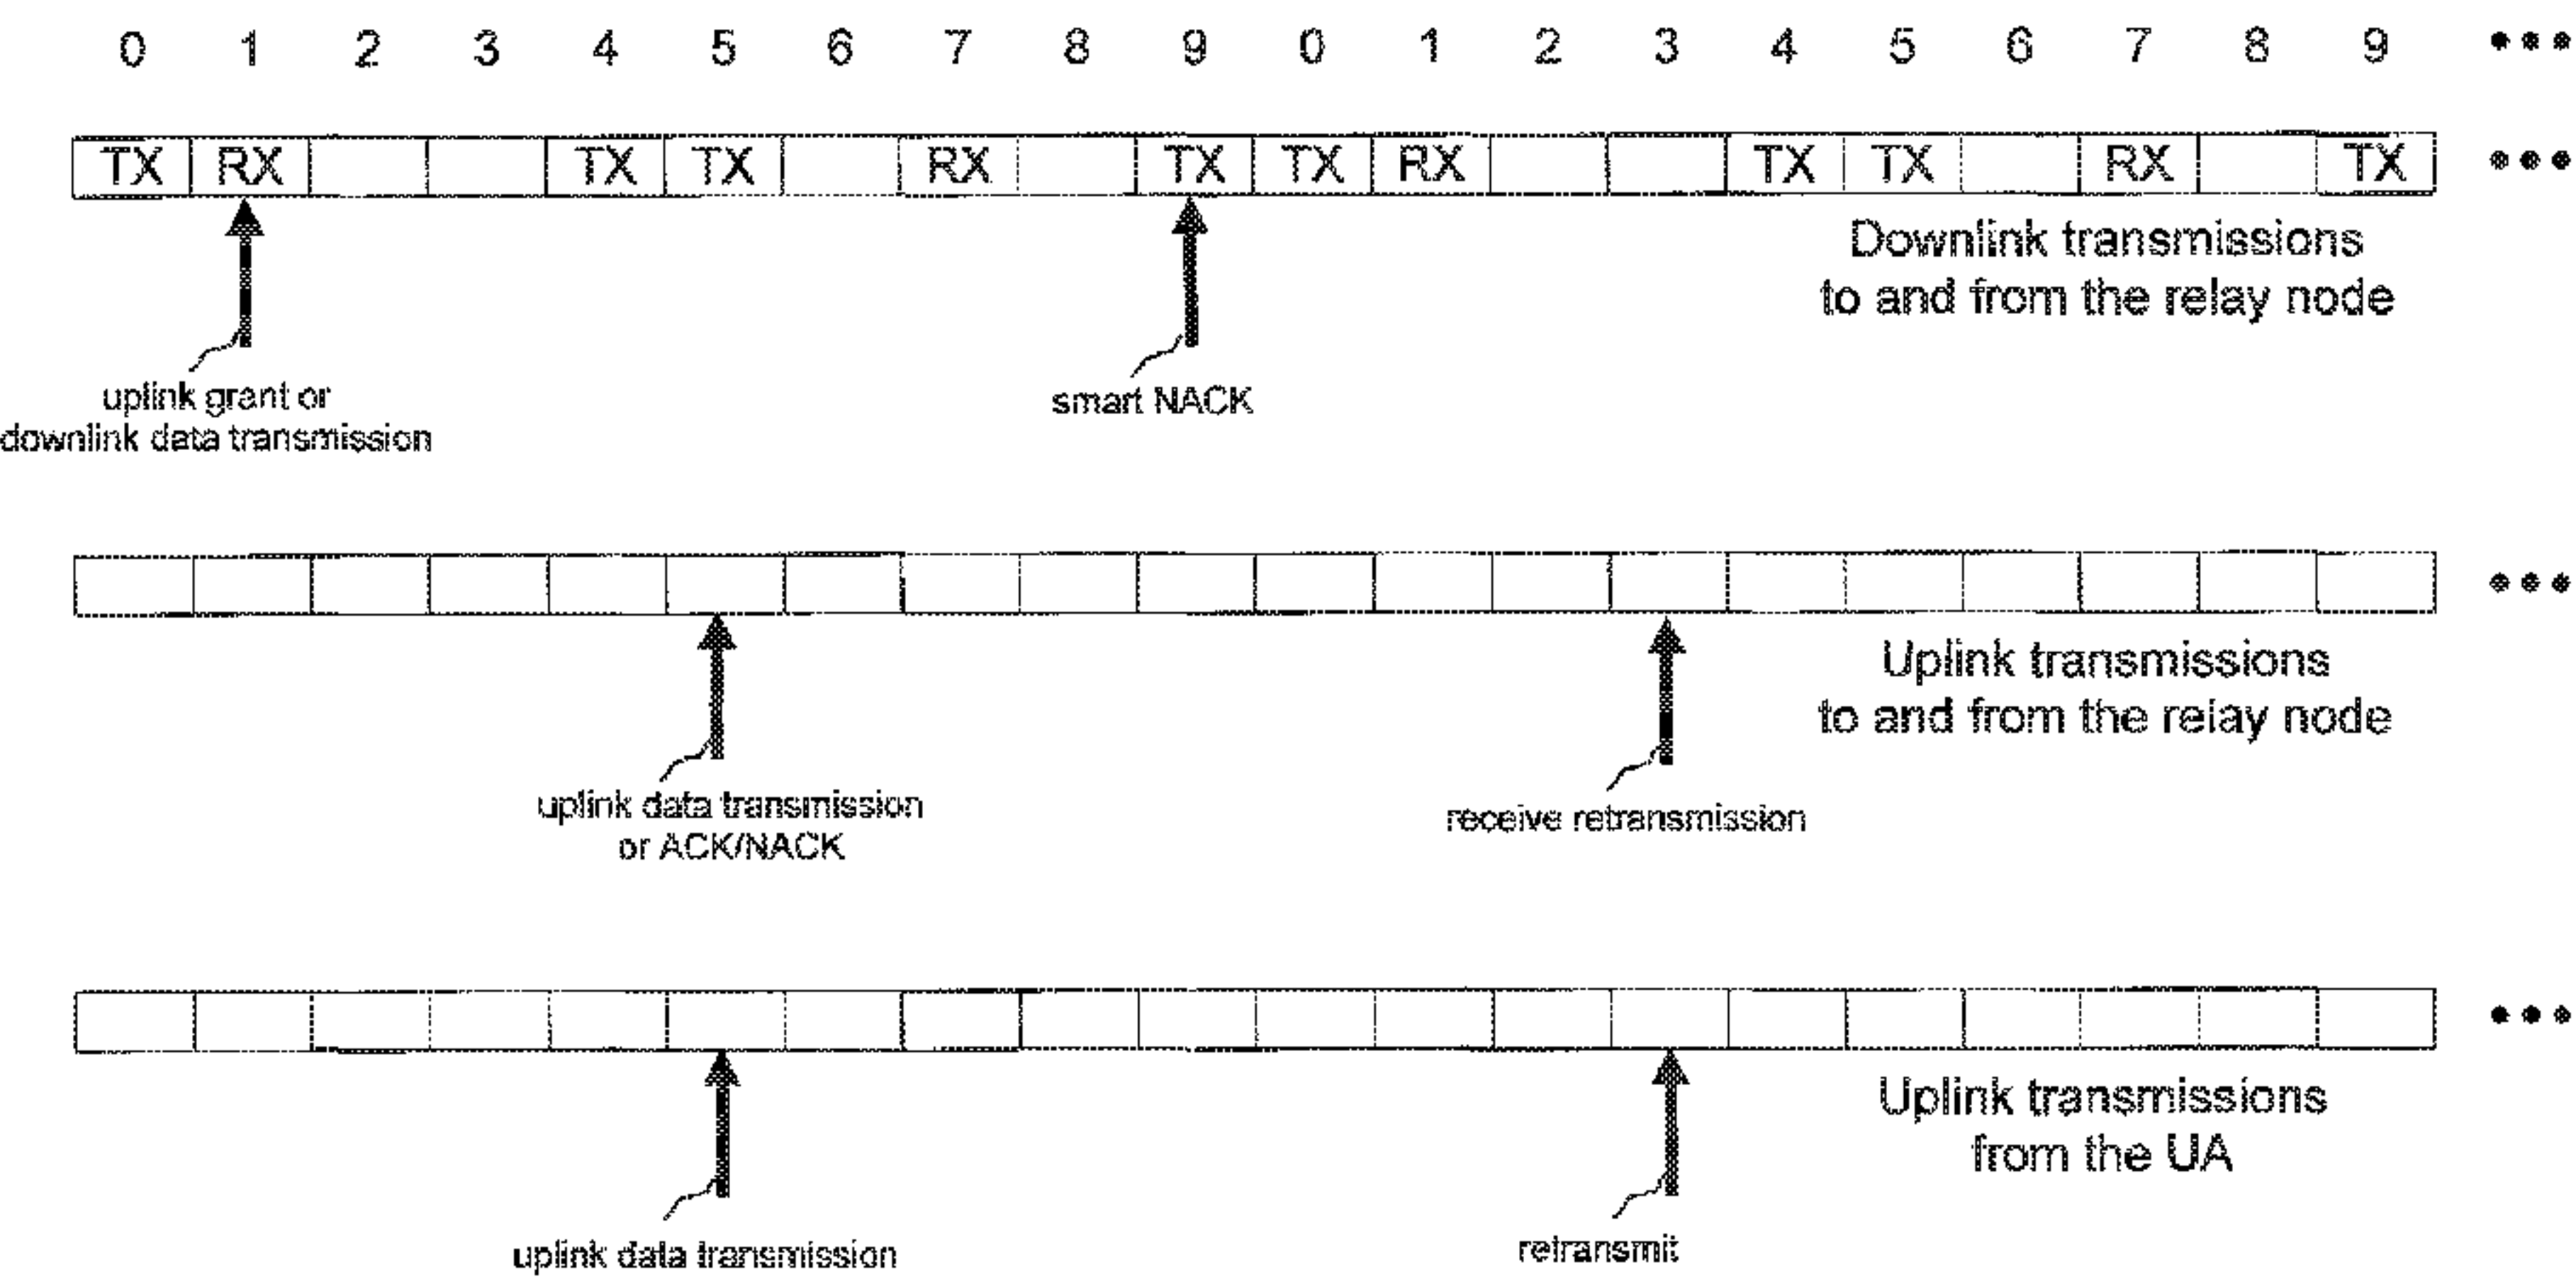 0 1 2 3 4 5 6 7 8 9 0 1 2 3 4 5 6 7 8 9 •••
TX RX TX TX RX TX TX RX TX TX RX TX •••
Downlink transmissions
to and from the relay node
uplink grant or
downlink data transmission
smart NACK
•••
Uplink transmissions
to and from the relay node
uplink data transmission
or ACK/NACK
receive retransmission
•••
Uplink transmissions
from the UA
uplink data transmission
retransmit